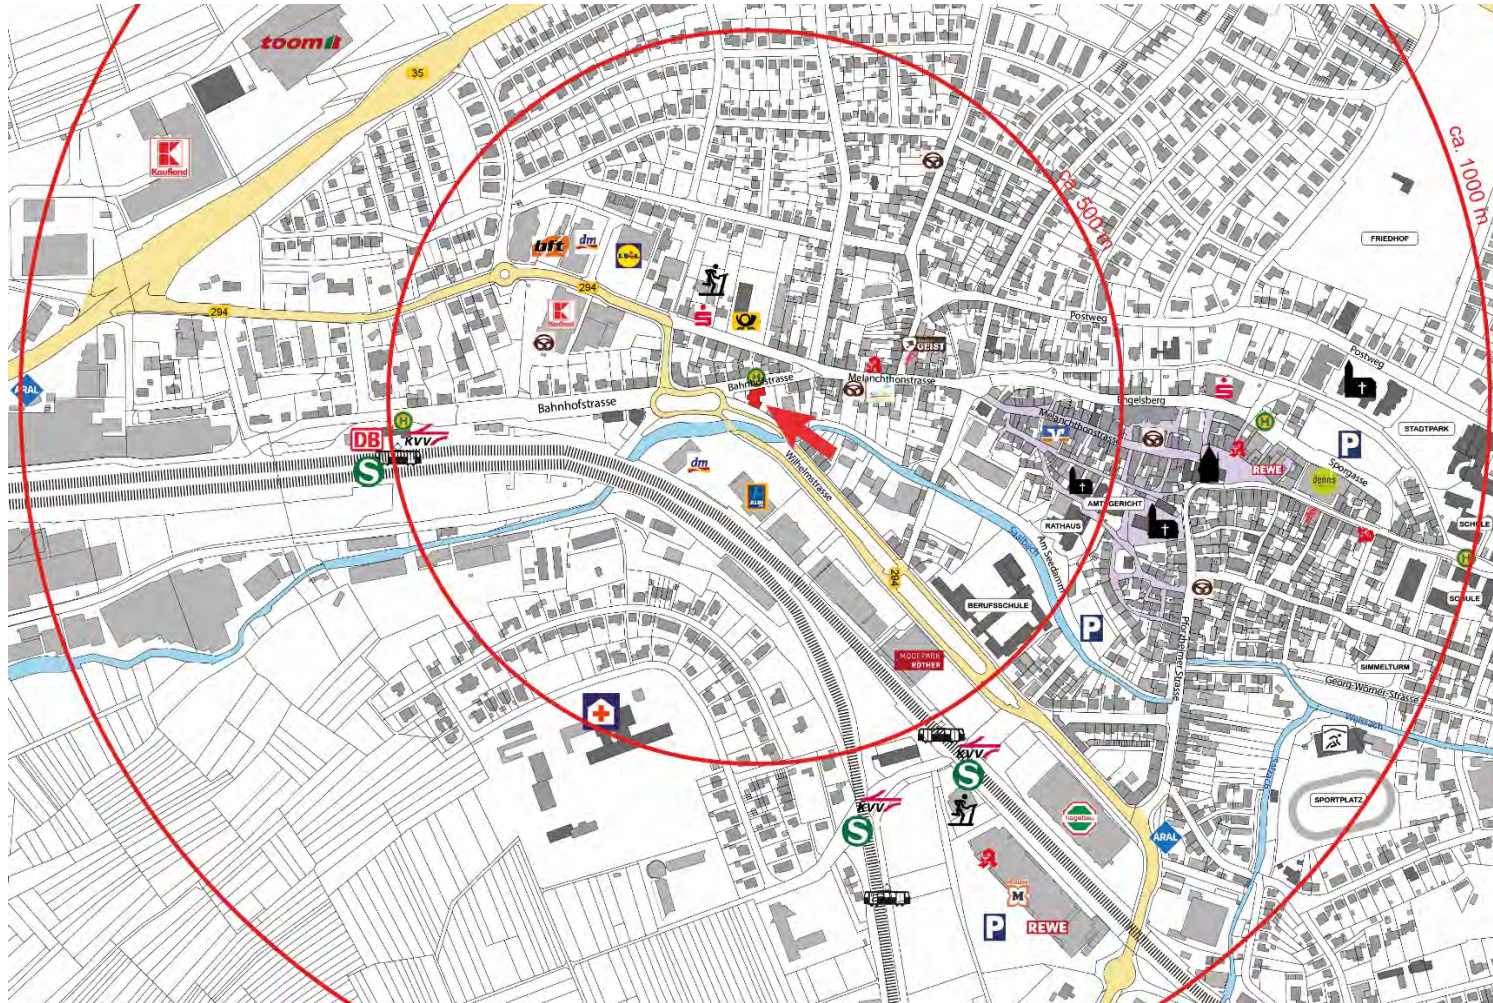 toom
35
ca. 1000 m
Kaufland
ca. 500 m
FRIEDHOF
bft
dm
LIDL
294
294
Kaufland
Postweg
GEIST
Postweg
ARAL
Bahnhofstrasse
Melanchthonstrasse
H
Bahnhofstrasse
Engelsberg
H
DB
KVV
S
Melanchthonstrasse
H
P
STADTPARK
dm
ALDI
Wilhelmstrasse
REWE
Sporgasse
denns
AMTSGERICHT
RATHAUS
Saalbach
Am Seedamm
SCHULE
H
294
BERUFSSCHULE
SCHULE
P
MODEPARK
RÖTHER
Pforzheimer Strasse
SIMMELTURM
Georg-Wörner-Strasse
Weissach
Salzach
KVV
S
KVV
S
SPORTPLATZ
hagebau
ARAL
M
P
REWE